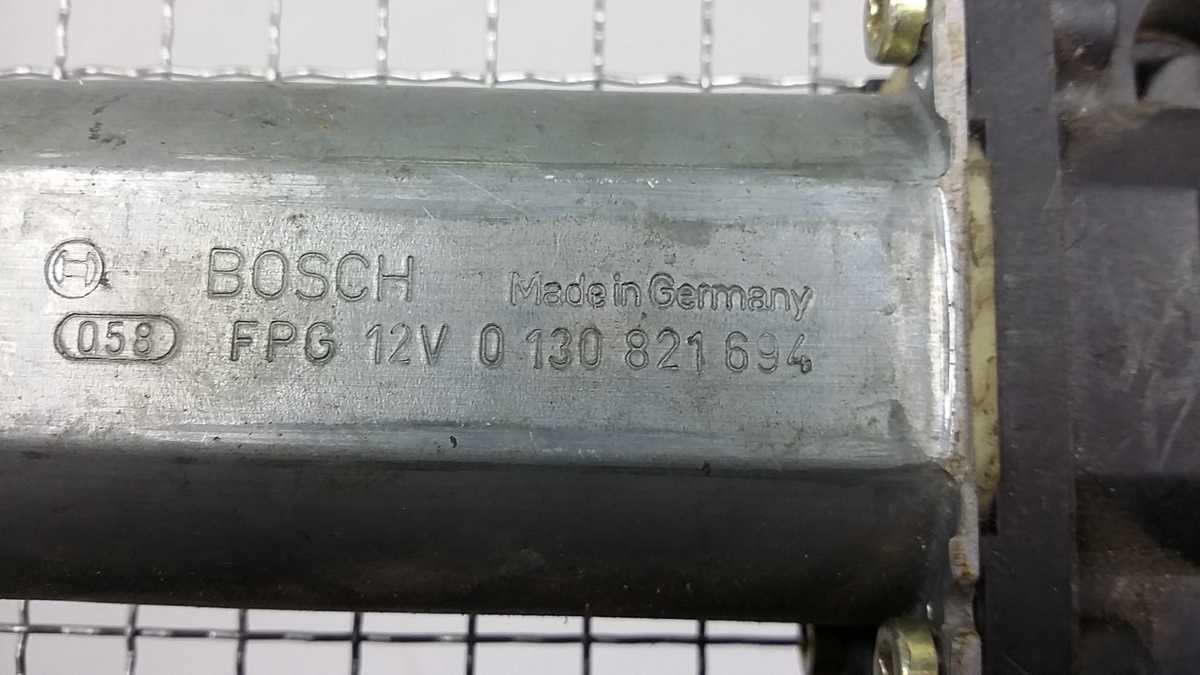 BOSCH Made in Germany
058 FPG 12V 0 130 821 694